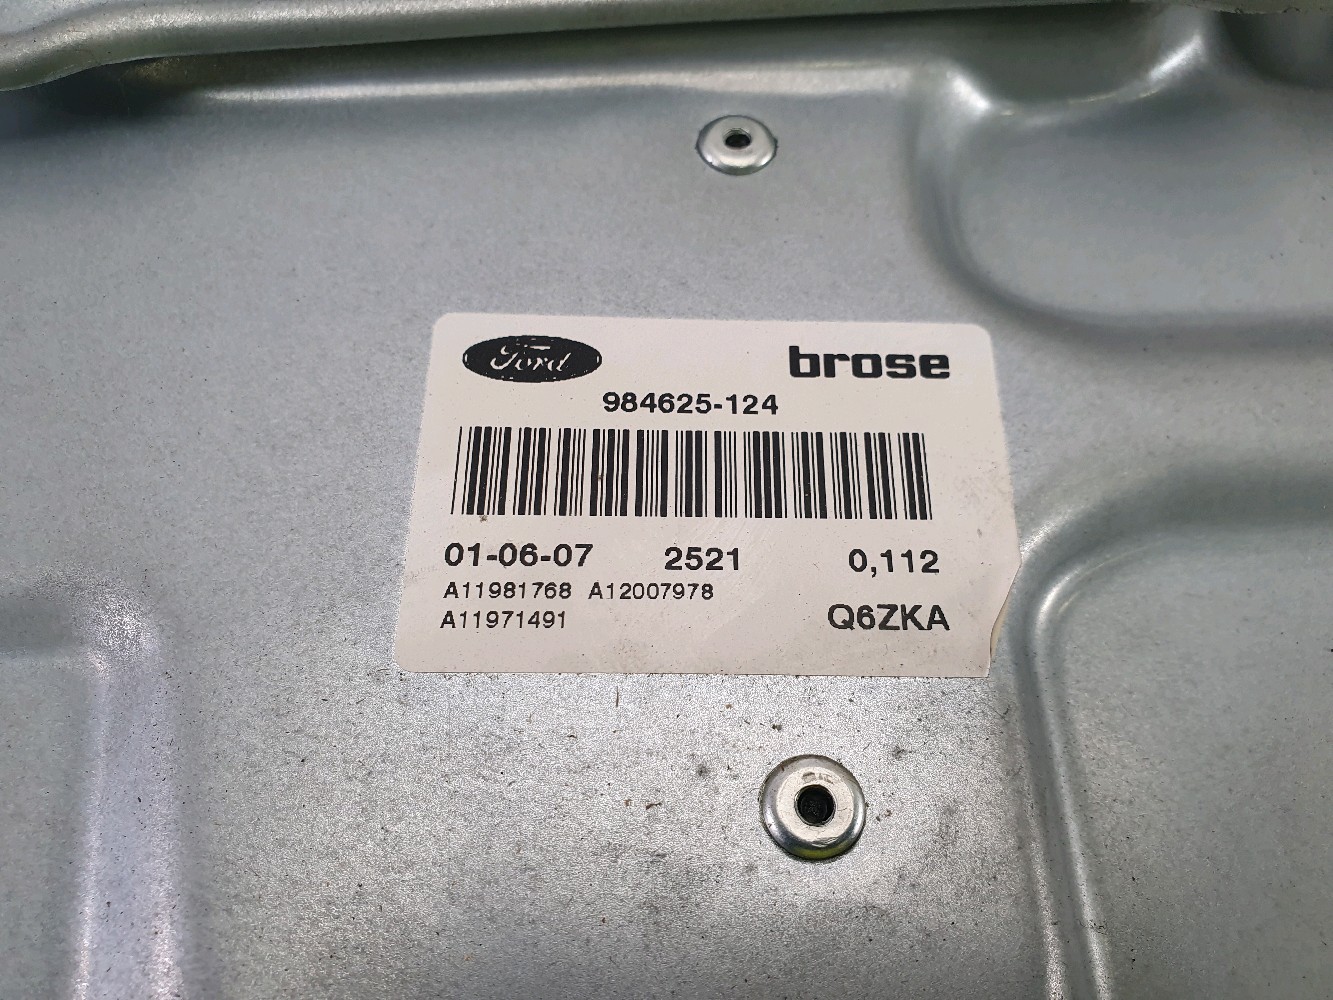 Ford brose
984625-124
01-06-07 2521 0,112
A11981768 A12007978
A11971491 Q6ZKA